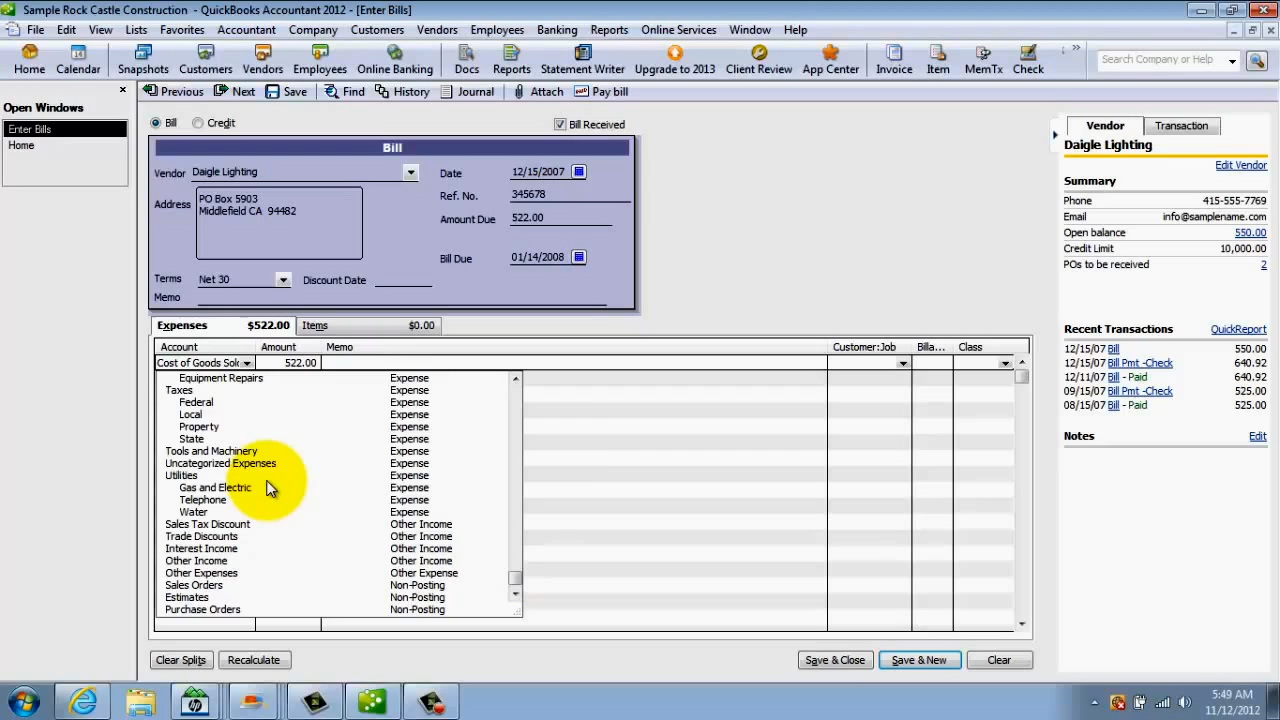 Sample Rock Castle Construction - QuickBooks Accountant 2012 - [Enter Bills]
File Edit View Lists Favorites Accountant Company Customers Vendors Employees Banking Reports Online Services Window Help
Home Calendar Snapshots Customers Vendors Employees Online Banking Docs Reports Statement Writer Upgrade to 2013 Client Review App Center Invoice Item MemTx Check Search Company or Help
Previous Next Save Find History Journal Attach Pay bill
Open Windows
Enter Bills
Home
Bill Credit Bill Received
Bill
Vendor Daigle Lighting Date 12/15/2007
Address PO Box 5903 Ref. No. 345678
Middlefield CA 94482
Amount Due 522.00
Bill Due 01/14/2008
Terms Net 30 Discount Date
Memo
Expenses $522.00 Items $0.00
Account Amount Memo Customer:Job Billa... Class
Cost of Goods Sold 522.00
Equipment Repairs Expense
Taxes Expense
Federal Expense
Local Expense
Property Expense
State Expense
Tools and Machinery Expense
Uncategorized Expenses Expense
Utilities Expense
Gas and Electric Expense
Telephone Expense
Water Expense
Sales Tax Discount Other Income
Trade Discounts Other Income
Interest Income Other Income
Other Income Other Income
Other Expenses Other Expense
Sales Orders Non-Posting
Estimates Non-Posting
Purchase Orders Non-Posting
Clear Splits Recalculate Save & Close Save & New Clear
Vendor Transaction
Daigle Lighting
Edit Vendor
Summary
Phone 415-555-7769
Email info@samplename.com
Open balance 550.00
Credit Limit 10,000.00
POs to be received 2
Recent Transactions QuickReport
12/15/07 Bill 550.00
12/15/07 Bill Pmt -Check 640.92
12/11/07 Bill - Paid 640.92
09/15/07 Bill Pmt -Check 525.00
08/15/07 Bill - Paid 525.00
Notes Edit
5:49 AM
11/12/2012